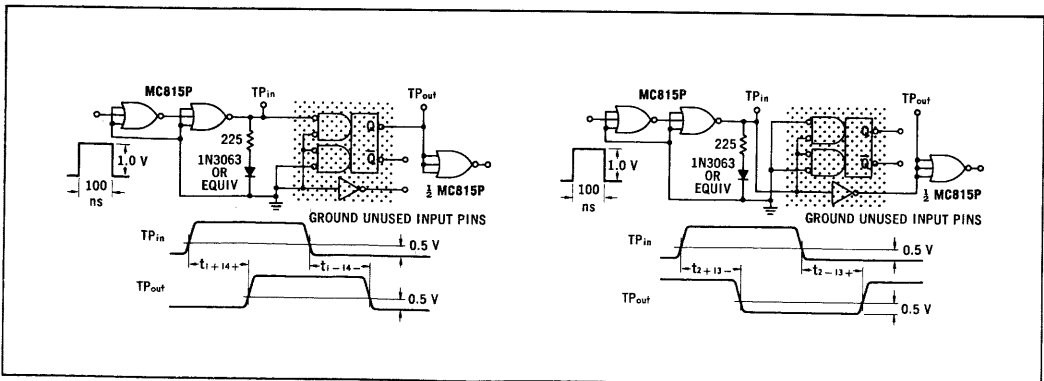 MC815P
TPin
TPout
Q
Q̅
225
1N3063
OR
EQUIV
1.0 V
100
ns
½
MC815P
GROUND UNUSED INPUT PINS
TPin
0.5 V
t1+14+
t1-14-
TPout
0.5 V
MC815P
TPin
TPout
Q
Q̅
225
1N3063
OR
EQUIV
1.0 V
100
ns
½ MC815P
GROUND UNUSED INPUT PINS
TPin
0.5 V
t2+13-
t2-13+
TPout
0.5 V